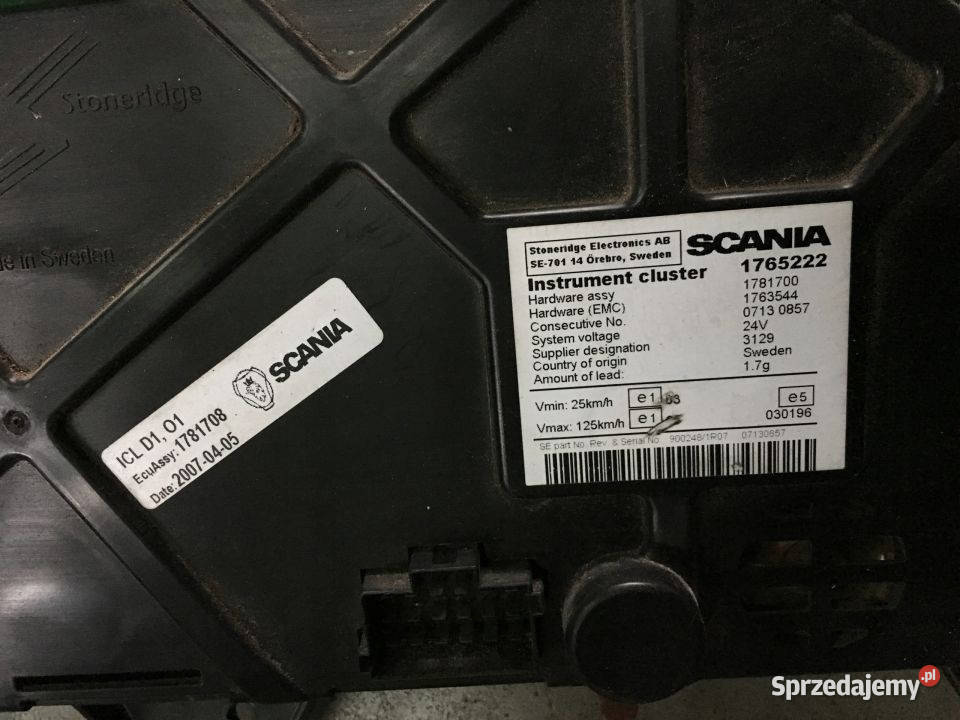 Stoneridge
in Sweden
ICL D1, O1
EcuAssy: 1781708
Date: 2007-04-05
SCANIA
Stoneridge Electronics AB
SE-701 14 Örebro, Sweden
SCANIA
Instrument cluster 1765222
Hardware assy 1781700
Hardware (EMC) 1763544
Consecutive No. 0713 0857
System voltage 24V
Supplier designation 3129
Country of origin Sweden
Amount of lead: 1.7g
Vmin: 25km/h e1 03 e5
Vmax: 125km/h e1 030196
SE part No. Rev. & Serial No: 900248/1R07 07130857
Sprzedajemy.pl